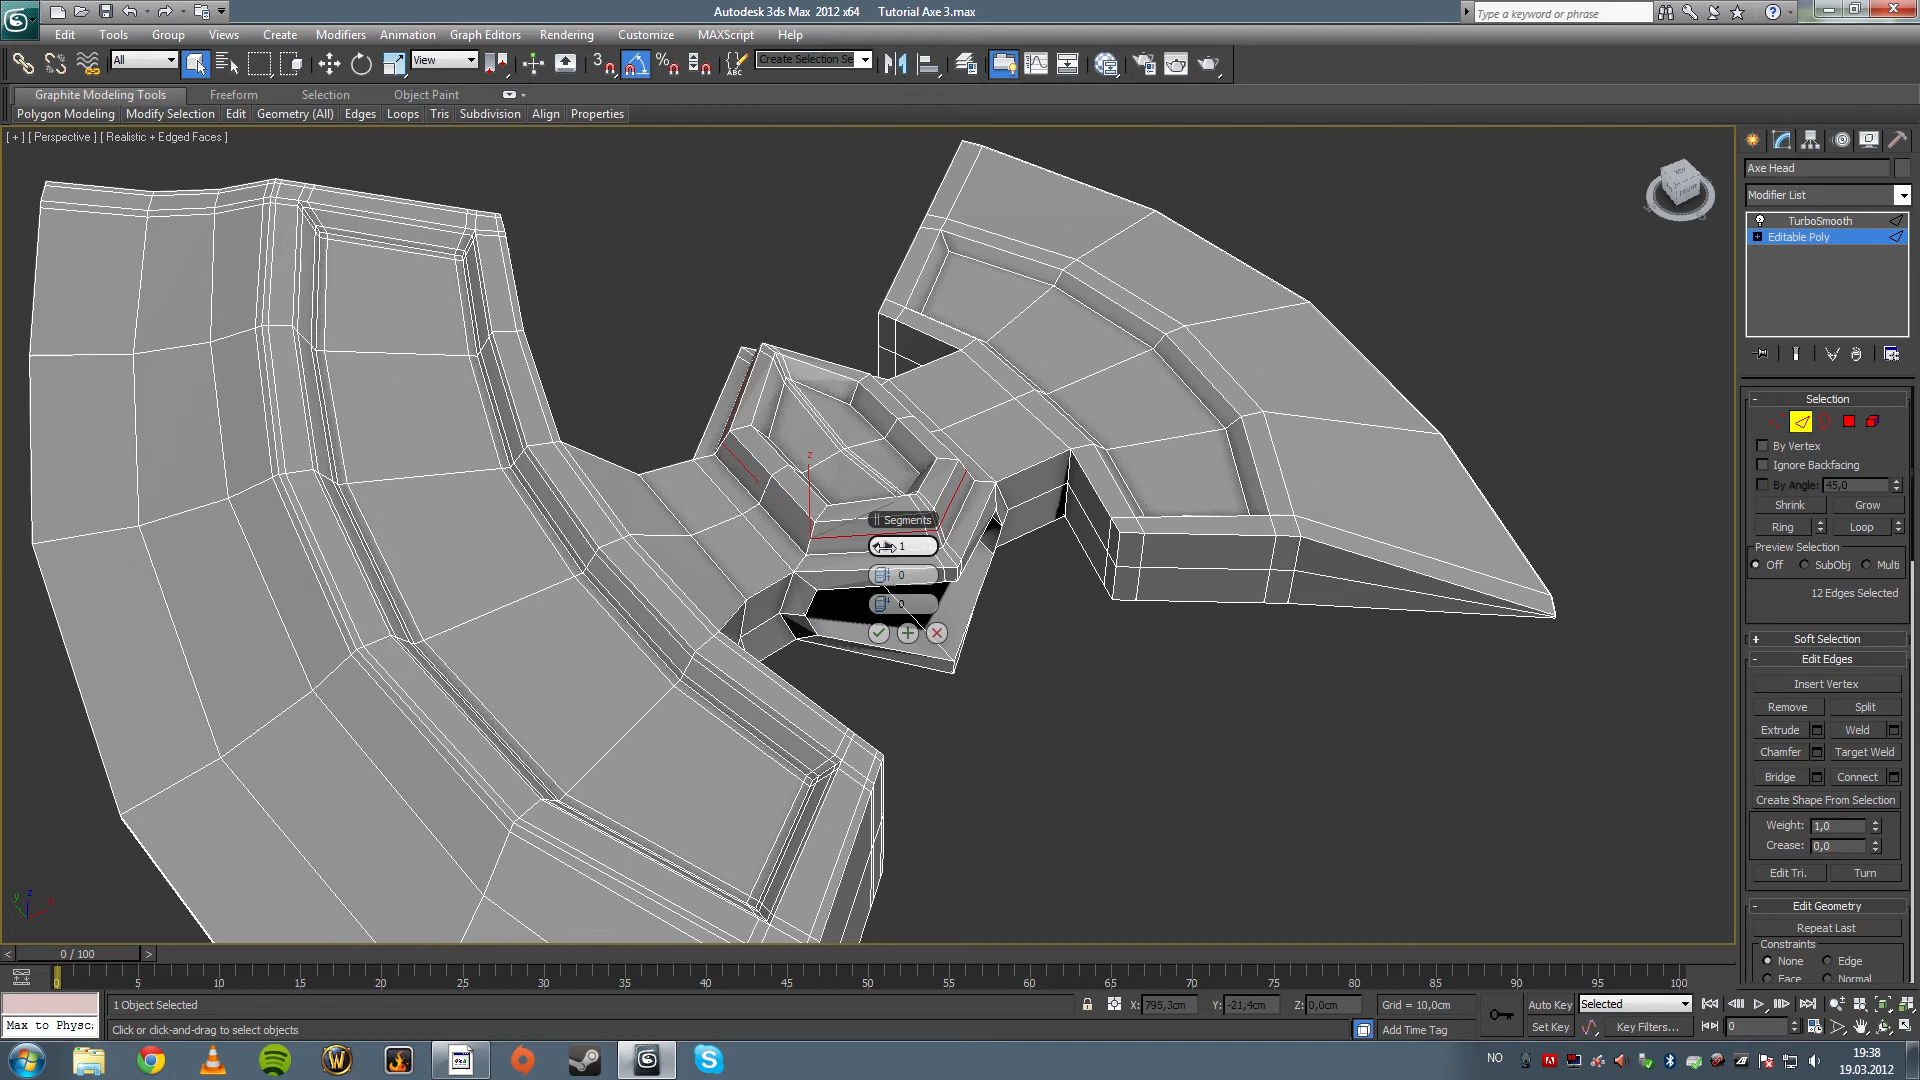 Autodesk 3ds Max 2012 x64 Tutorial Axe 3.max
Type a keyword or phrase
Edit Tools Group Views Create Modifiers Animation Graph Editors Rendering Customize MAXScript Help
All View Create Selection Se
Graphite Modeling Tools Freeform Selection Object Paint
Polygon Modeling Modify Selection Edit Geometry (All) Edges Loops Tris Subdivision Align Properties
[ + ] [ Perspective ] [ Realistic + Edged Faces ]
Axe Head
Modifier List
TurboSmooth
Editable Poly
Selection
By Vertex
Ignore Backfacing
By Angle: 45,0
Shrink Grow
Ring Loop
Preview Selection
Off SubObj Multi
12 Edges Selected
Soft Selection
Edit Edges
Insert Vertex
Remove Split
Extrude Weld
Chamfer Target Weld
Bridge Connect
Create Shape From Selection
Weight: 1,0
Crease: 0,0
Edit Tri. Turn
Edit Geometry
Repeat Last
Constraints
None Edge
Face Normal
z
Segments
1
0
0
0 / 100
0 5 10 15 20 25 30 35 40 45 50 55 60 65 70 75 80 85 90 95 100
1 Object Selected
X: 795,3cm Y: -21,4cm Z: 0,0cm Grid = 10,0cm
Auto Key Selected
Max to Physc:
Click or click-and-drag to select objects
Add Time Tag
Set Key Key Filters... 0
NO
19:38
19.03.2012